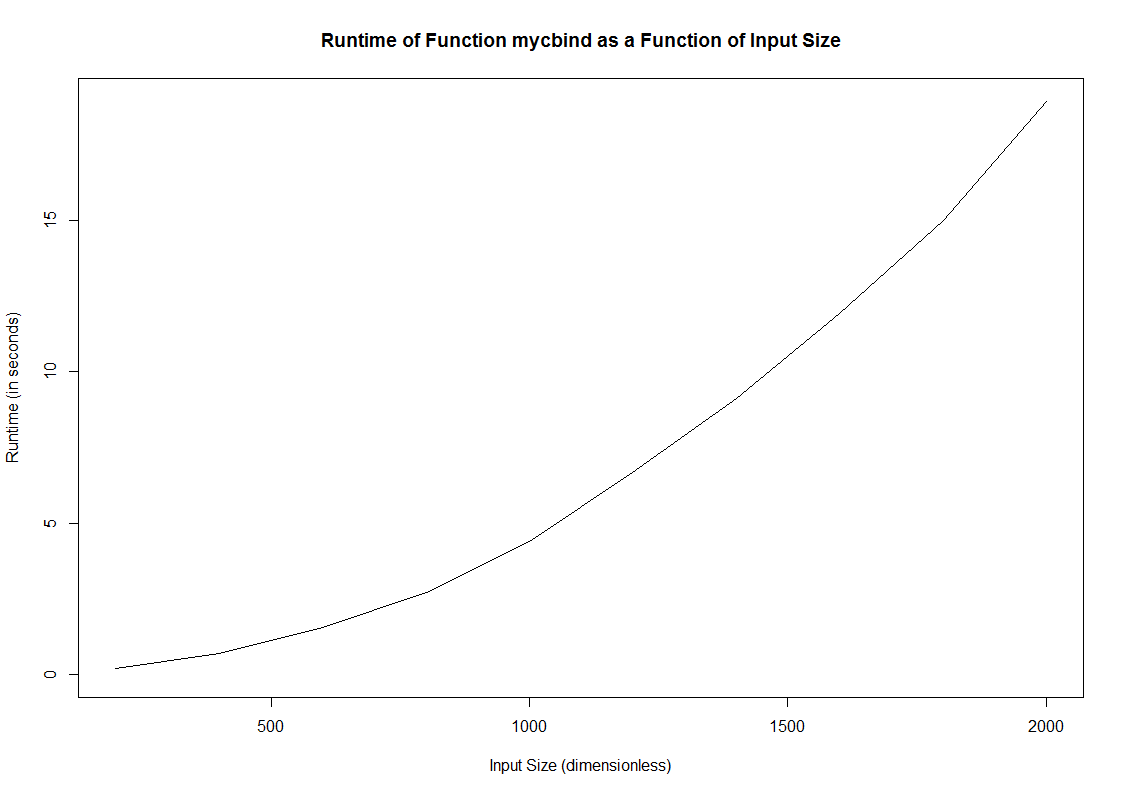 Runtime of Function mycbind as a Function of Input Size
Runtime (in seconds)
15
10
5
0
500 1000 1500 2000
Input Size (dimensionless)